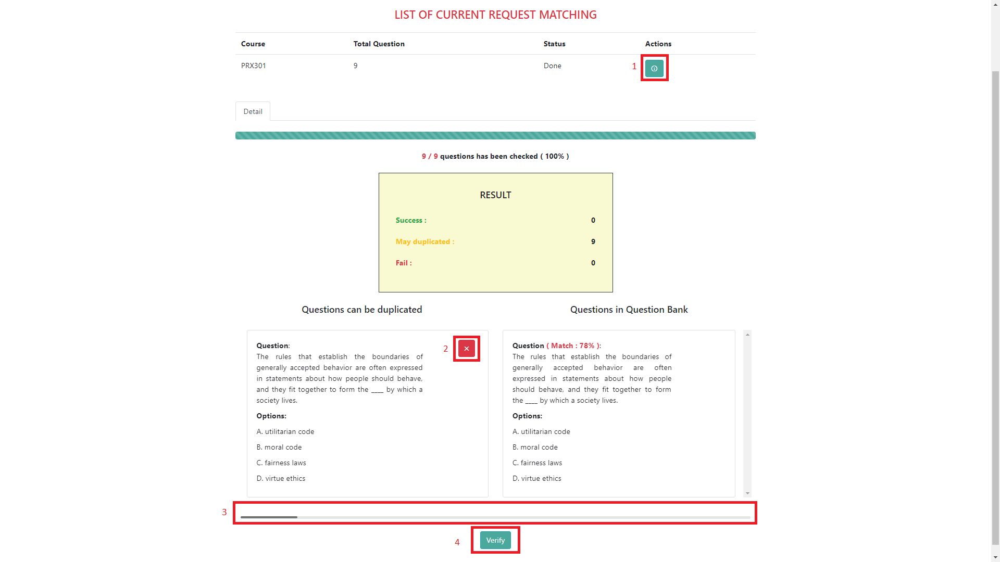 LIST OF CURRENT REQUEST MATCHING
Course Total Question Status Actions
PRX301 9 Done 1
Detail
9 / 9 questions has been checked ( 100% )
RESULT
Success : 0
May duplicated : 9
Fail : 0
Questions can be duplicated
Question:
2
The rules that establish the boundaries of
generally accepted behavior are often expressed
in statements about how people should behave,
and they fit together to form the ____ by which a
society lives.
Options:
A. utilitarian code
B. moral code
C. fairness laws
D. virtue ethics
Questions in Question Bank
Question ( Match : 78% ):
The rules that establish the boundaries of
generally accepted behavior are often
expressed in statements about how people
should behave, and they fit together to form
the ____ by which a society lives.
Options:
A. utilitarian code
B. moral code
C. fairness laws
D. virtue ethics
3
4 Verify